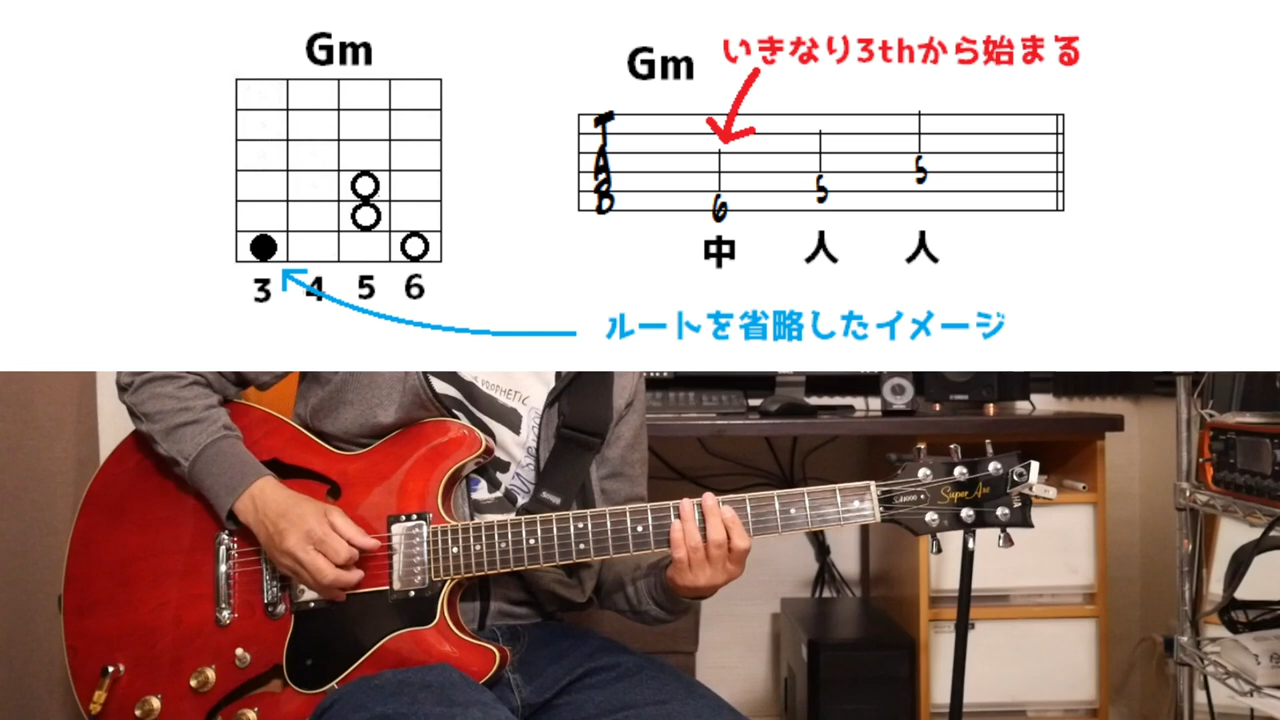 Gm
3 4 5 6
Gm
いきなり3thから始まる
TAB
6 5 5
中 人 人
ルートを省略したイメージ
PROPHETIC
SA1000
Super Axe